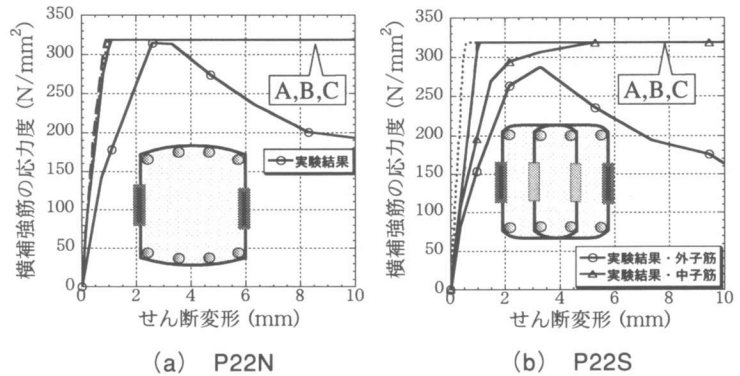 横補強筋の応力度 (N/mm²)
350
300
250
200
150
100
50
0
0 2 4 6 8 10
せん断変形 (mm)
A,B,C
実験結果
(a) P22N
横補強筋の応力度 (N/mm²)
350
300
250
200
150
100
50
0
0 2 4 6 8 10
せん断変形 (mm)
A,B,C
実験結果・外子筋
実験結果・中子筋
(b) P22S